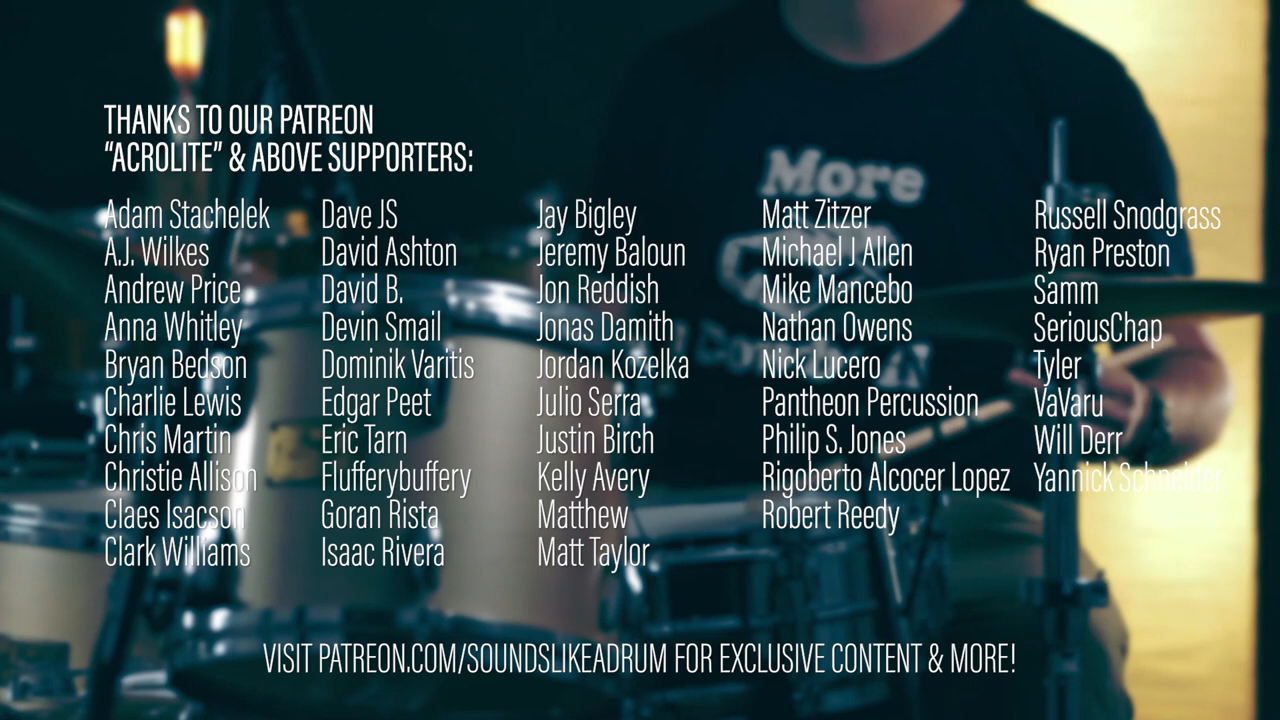 THANKS TO OUR PATREON
“ACROLITE” & ABOVE SUPPORTERS:
Adam Stachelek
A.J. Wilkes
Andrew Price
Anna Whitley
Bryan Bedson
Charlie Lewis
Chris Martin
Christie Allison
Claes Isacson
Clark Williams
Dave JS
David Ashton
David B.
Devin Smail
Dominik Varitis
Edgar Peet
Eric Tarn
Flufferybuffery
Goran Rista
Isaac Rivera
Jay Bigley
Jeremy Baloun
Jon Reddish
Jonas Damith
Jordan Kozelka
Julio Serra
Justin Birch
Kelly Avery
Matthew
Matt Taylor
Matt Zitzer
Michael J Allen
Mike Mancebo
Nathan Owens
Nick Lucero
Pantheon Percussion
Philip S. Jones
Rigoberto Alcocer Lopez
Robert Reedy
Russell Snodgrass
Ryan Preston
Samm
SeriousChap
Tyler
VaVaru
Will Derr
Yannick Schneider
More
VISIT PATREON.COM/SOUNDSLIKEADRUM FOR EXCLUSIVE CONTENT & MORE!